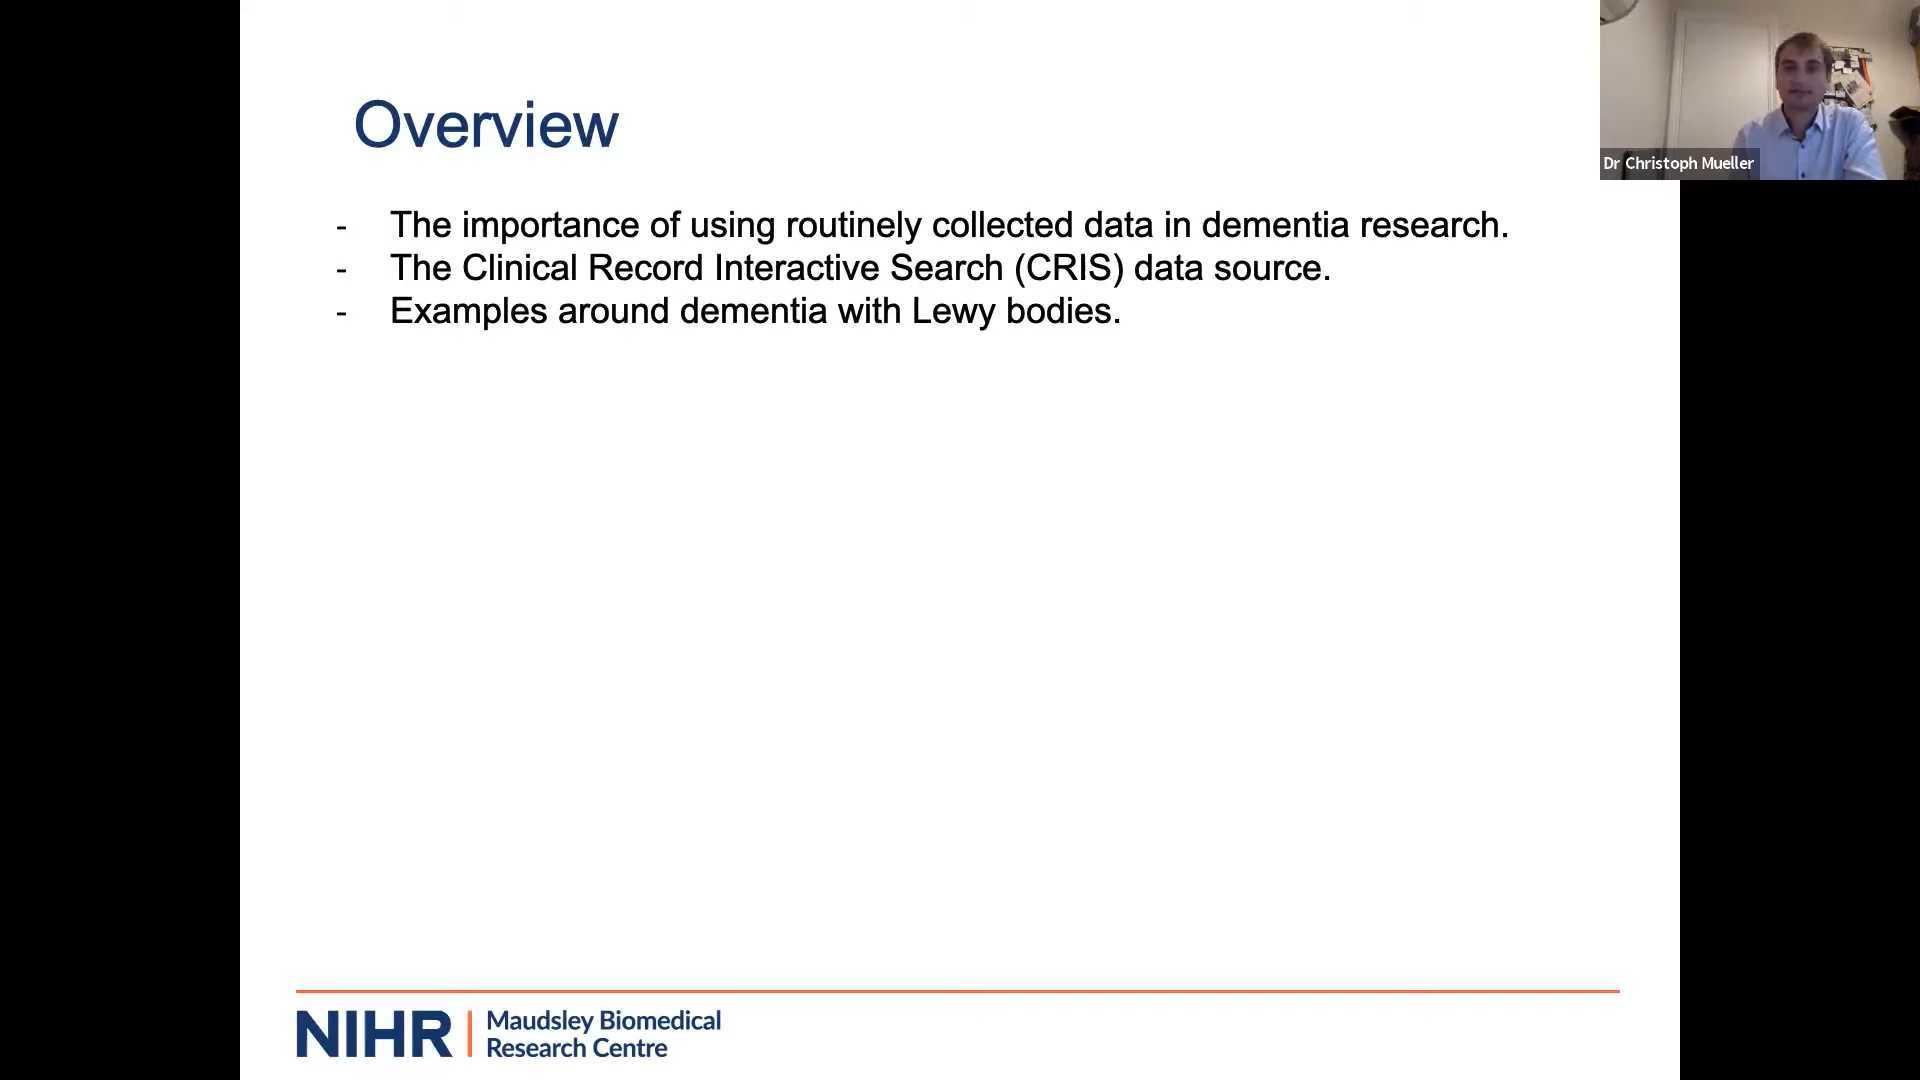 Overview
- The importance of using routinely collected data in dementia research.
- The Clinical Record Interactive Search (CRIS) data source.
- Examples around dementia with Lewy bodies.
Dr Christoph Mueller
NIHR | Maudsley Biomedical
Research Centre